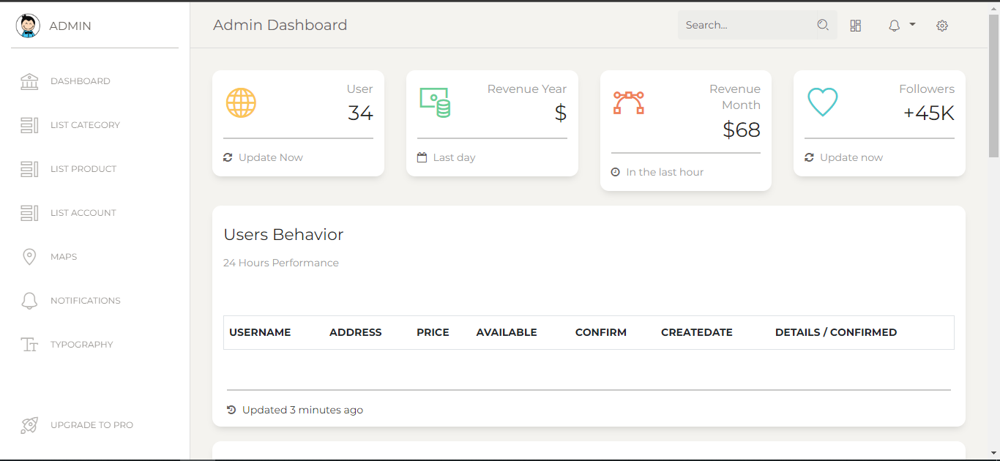 ADMIN
Admin Dashboard
Search...
DASHBOARD
LIST CATEGORY
LIST PRODUCT
LIST ACCOUNT
MAPS
NOTIFICATIONS
TYPOGRAPHY
UPGRADE TO PRO
User
34
Update Now
Revenue Year
$
Last day
Revenue
Month
$68
In the last hour
Followers
+45K
Update now
Users Behavior
24 Hours Performance
USERNAME ADDRESS PRICE AVAILABLE CONFIRM CREATEDATE DETAILS / CONFIRMED
Updated 3 minutes ago